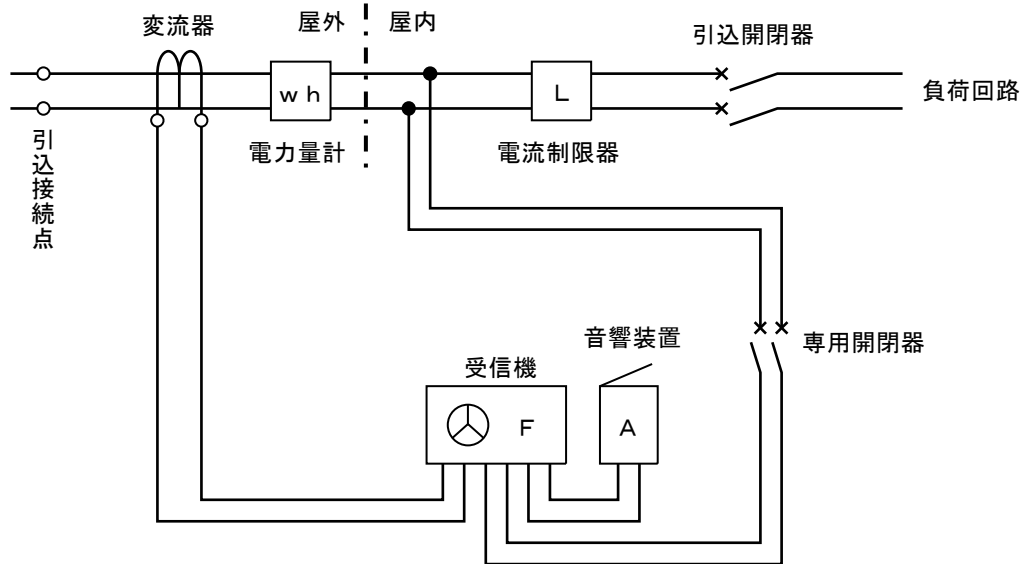 変流器
屋外
屋内
引込開閉器
wh
L
負荷回路
引込接続点
電力量計
電流制限器
音響装置
専用開閉器
受信機
F
A